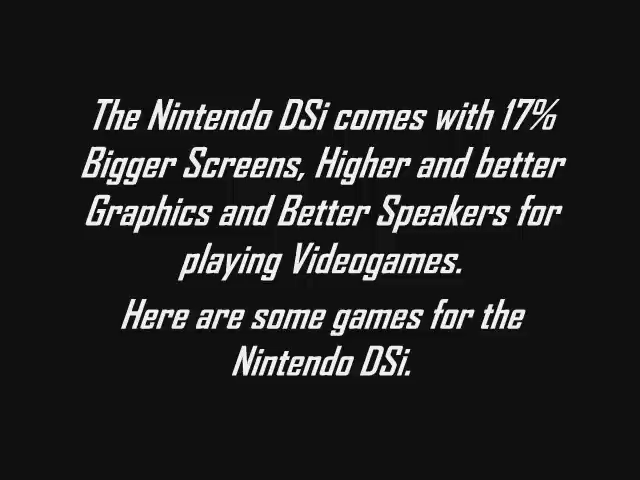 The Nintendo DSi comes with 17%
Bigger Screens, Higher and better
Graphics and Better Speakers for
playing Videogames.
Here are some games for the
Nintendo DSi.